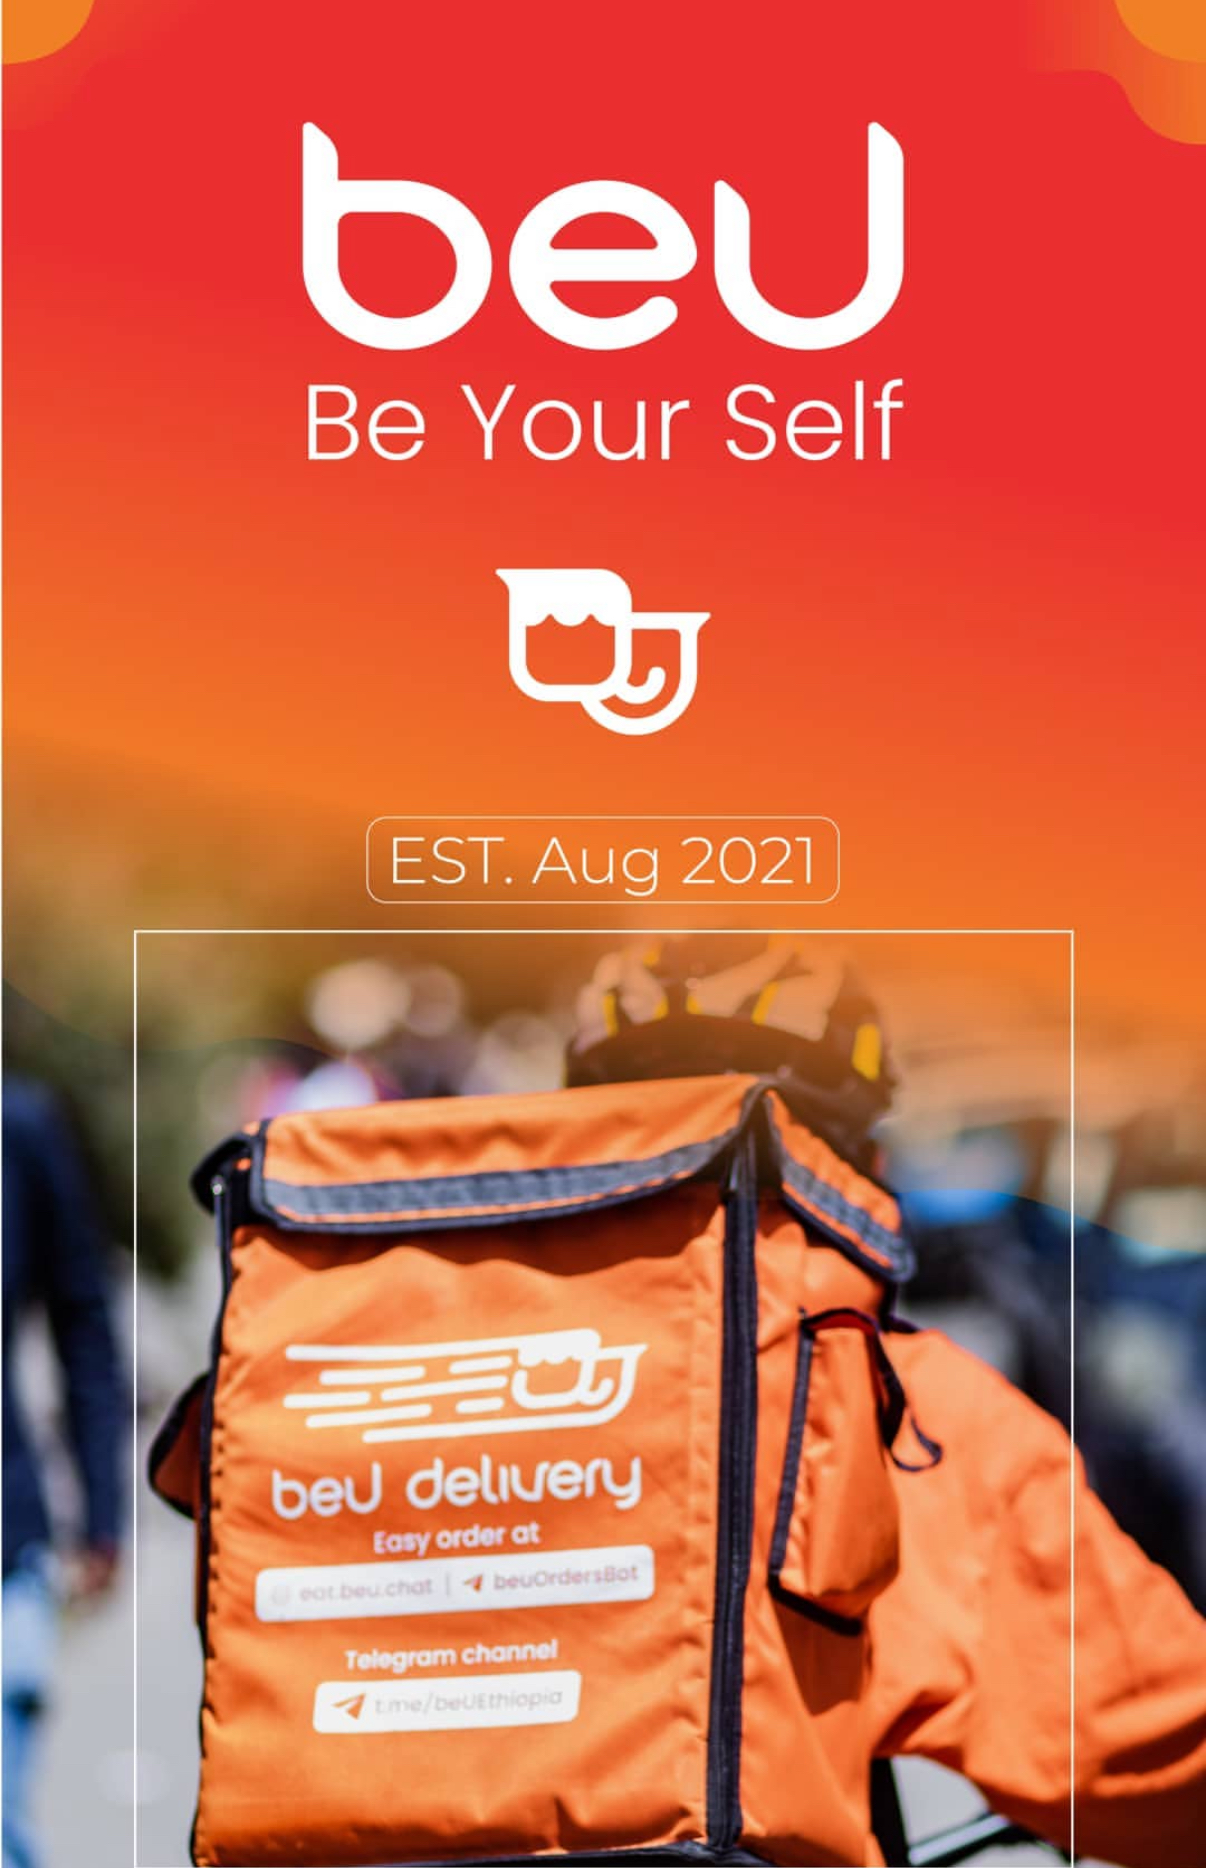 beU
Be Your Self
EST. Aug 2021
beU delivery
Easy order at
eat.beu.chat | beuOrdersBot
Telegram channel
t.me/beUEthiopia